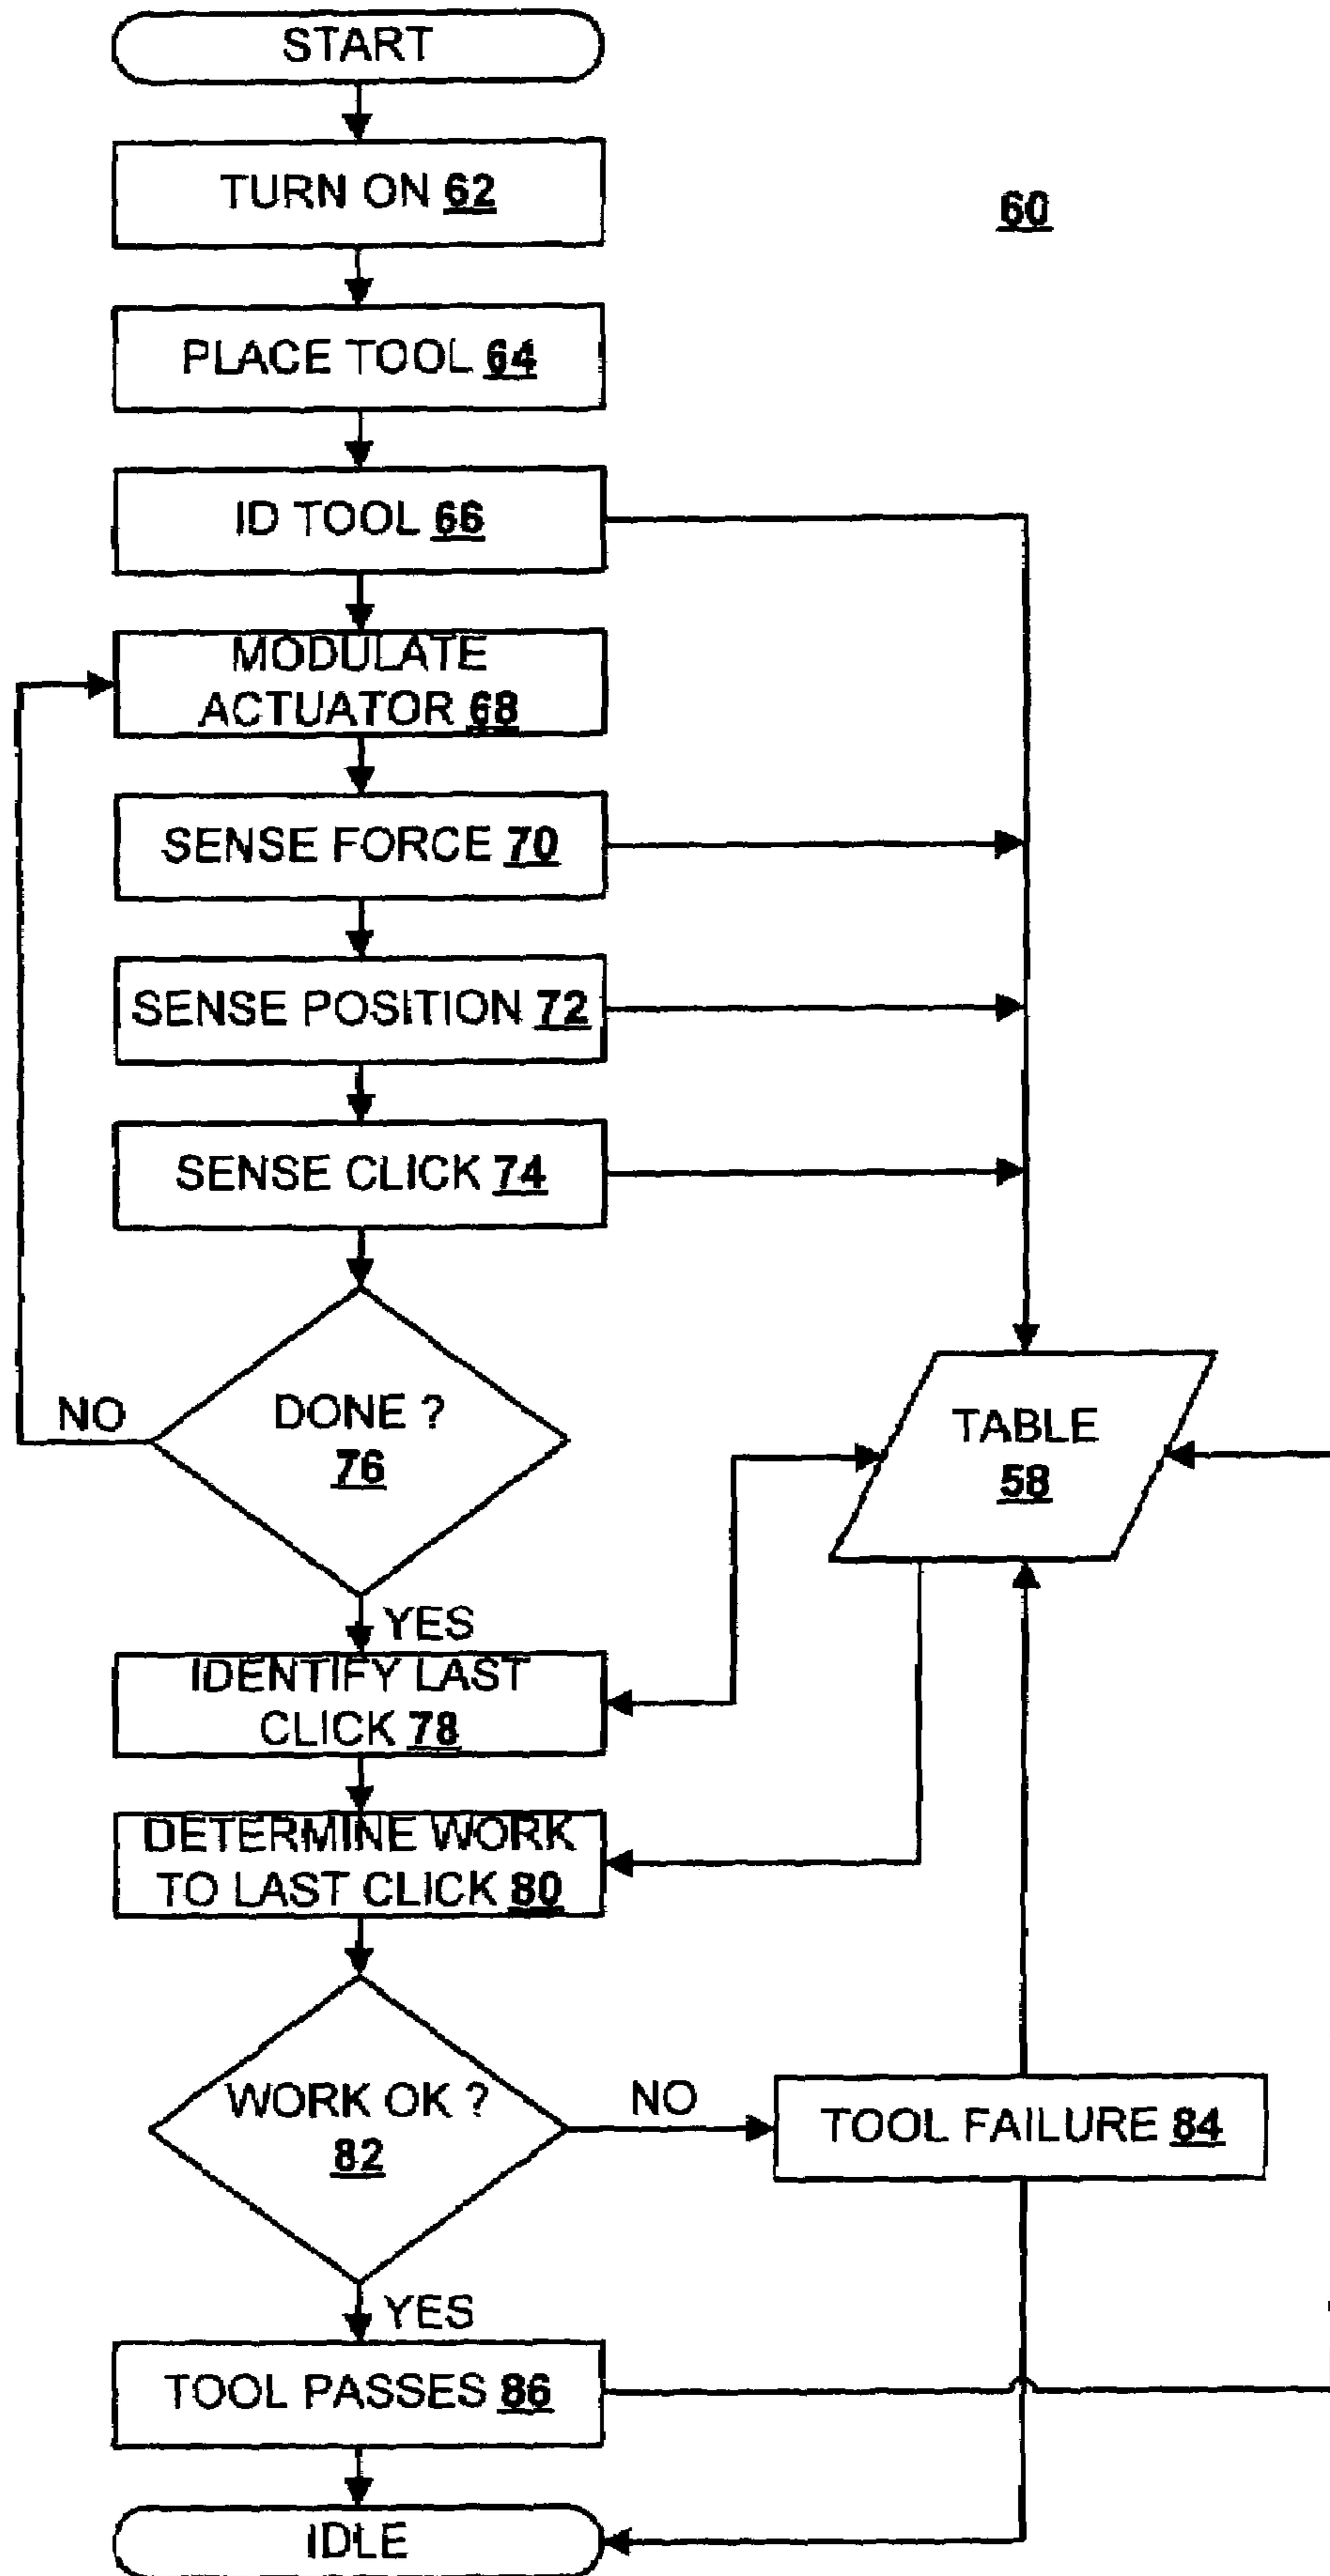 START
TURN ON 62
60
PLACE TOOL 64
ID TOOL 66
MODULATE
ACTUATOR 68
SENSE FORCE 70
SENSE POSITION 72
SENSE CLICK 74
DONE ?
76
NO
TABLE
58
YES
IDENTIFY LAST
CLICK 78
DETERMINE WORK
TO LAST CLICK 80
WORK OK ?
82
NO
TOOL FAILURE 84
YES
TOOL PASSES 86
IDLE